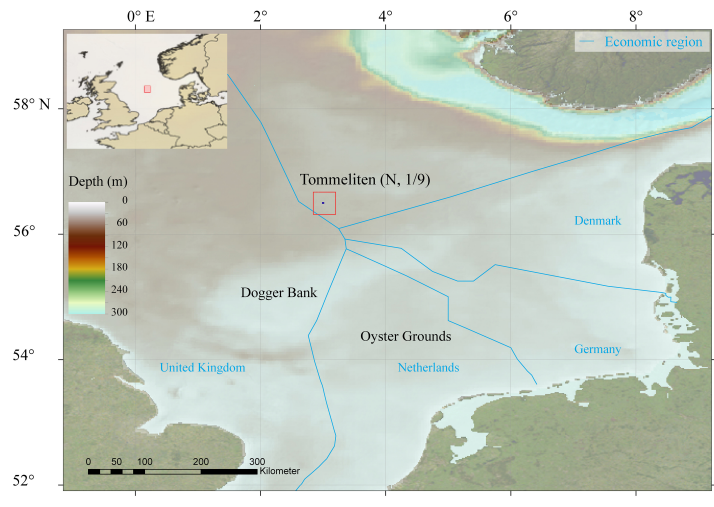 0° E 2° 4° 6° 8°
Economic region
58° N
Depth (m)
0
60
120
180
240
300
Tommeliten (N, 1/9)
56°
Denmark
Dogger Bank
Oyster Grounds
54°
United Kingdom
Netherlands
Germany
0 50 100 200 300
Kilometer
52°